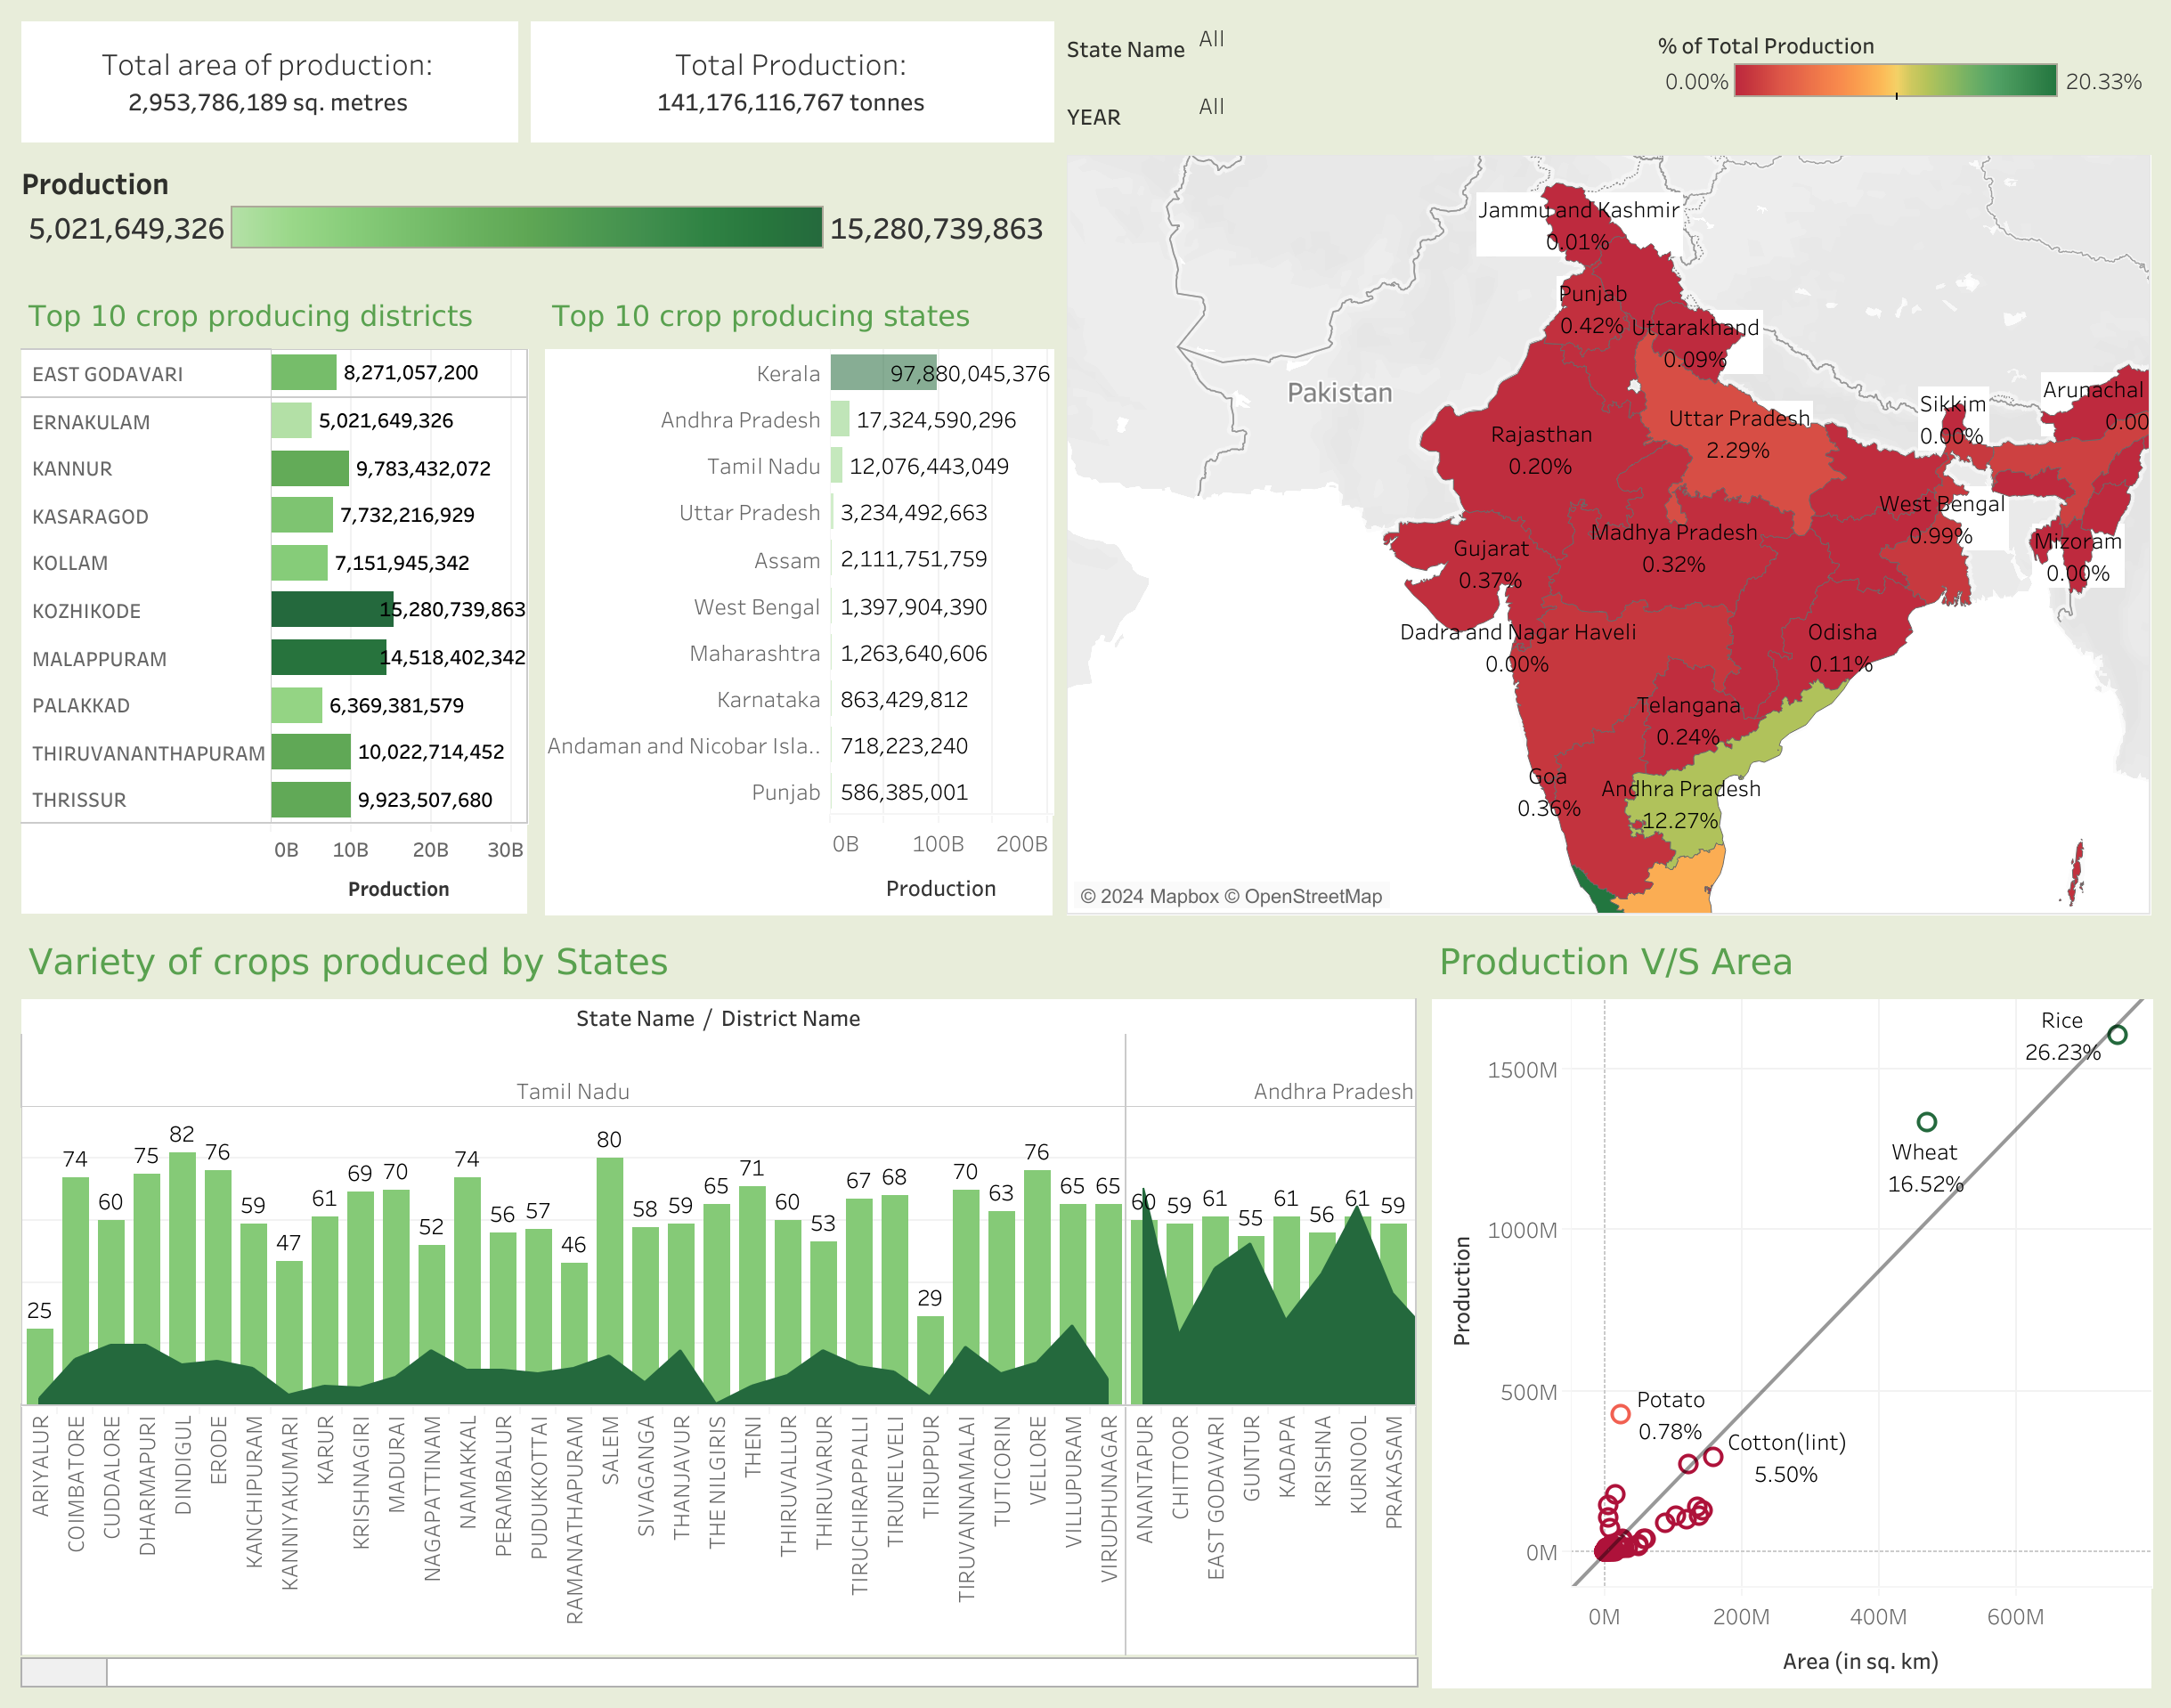 Total area of production:
2,953,786,189 sq. metres
Total Production:
141,176,116,767 tonnes
State Name All
YEAR All
% of Total Production
0.00% 20.33%
Production
5,021,649,326 15,280,739,863
Top 10 crop producing districts
EAST GODAVARI 8,271,057,200
ERNAKULAM 5,021,649,326
KANNUR 9,783,432,072
KASARAGOD 7,732,216,929
KOLLAM 7,151,945,342
KOZHIKODE 15,280,739,863
MALAPPURAM 14,518,402,342
PALAKKAD 6,369,381,579
THIRUVANANTHAPURAM 10,022,714,452
THRISSUR 9,923,507,680
0B 10B 20B 30B
Production
Top 10 crop producing states
Kerala 97,880,045,376
Andhra Pradesh 17,324,590,296
Tamil Nadu 12,076,443,049
Uttar Pradesh 3,234,492,663
Assam 2,111,751,759
West Bengal 1,397,904,390
Maharashtra 1,263,640,606
Karnataka 863,429,812
Andaman and Nicobar Isla.. 718,223,240
Punjab 586,385,001
0B 100B 200B
Production
Jammu and Kashmir
0.01%
Punjab
0.42%
Uttarakhand
0.09%
Pakistan
Uttar Pradesh
2.29%
Sikkim
0.00%
Arunachal
0.00
Rajasthan
0.20%
West Bengal
0.99%
Madhya Pradesh
0.32%
Gujarat
0.37%
Mizoram
0.00%
Dadra and Nagar Haveli
0.00%
Odisha
0.11%
Telangana
0.24%
Goa
0.36%
Andhra Pradesh
12.27%
© 2024 Mapbox © OpenStreetMap
Variety of crops produced by States
State Name / District Name
Tamil Nadu Andhra Pradesh
25 74 60 75 82 76 59 47 61 69 70 52 74 56 57 46 80 58 59 65 71 60 53 67 68 29 70 63 76 65 65 60 59 61 55 61 56 61 59
ARIYALUR
COIMBATORE
CUDDALORE
DHARMAPURI
DINDIGUL
ERODE
KANCHIPURAM
KANNIYAKUMARI
KARUR
KRISHNAGIRI
MADURAI
NAGAPATTINAM
NAMAKKAL
PERAMBALUR
PUDUKKOTTAI
RAMANATHAPURAM
SALEM
SIVAGANGA
THANJAVUR
THE NILGIRIS
THENI
THIRUVALLUR
THIRUVARUR
TIRUCHIRAPPALLI
TIRUNELVELI
TIRUPPUR
TIRUVANNAMALAI
TUTICORIN
VELLORE
VILLUPURAM
VIRUDHUNAGAR
ANANTAPUR
CHITTOOR
EAST GODAVARI
GUNTUR
KADAPA
KRISHNA
KURNOOL
PRAKASAM
Production V/S Area
Rice
26.23%
Wheat
16.52%
Potato
0.78%
Cotton(lint)
5.50%
1500M
1000M
500M
0M
Production
0M 200M 400M 600M
Area (in sq. km)